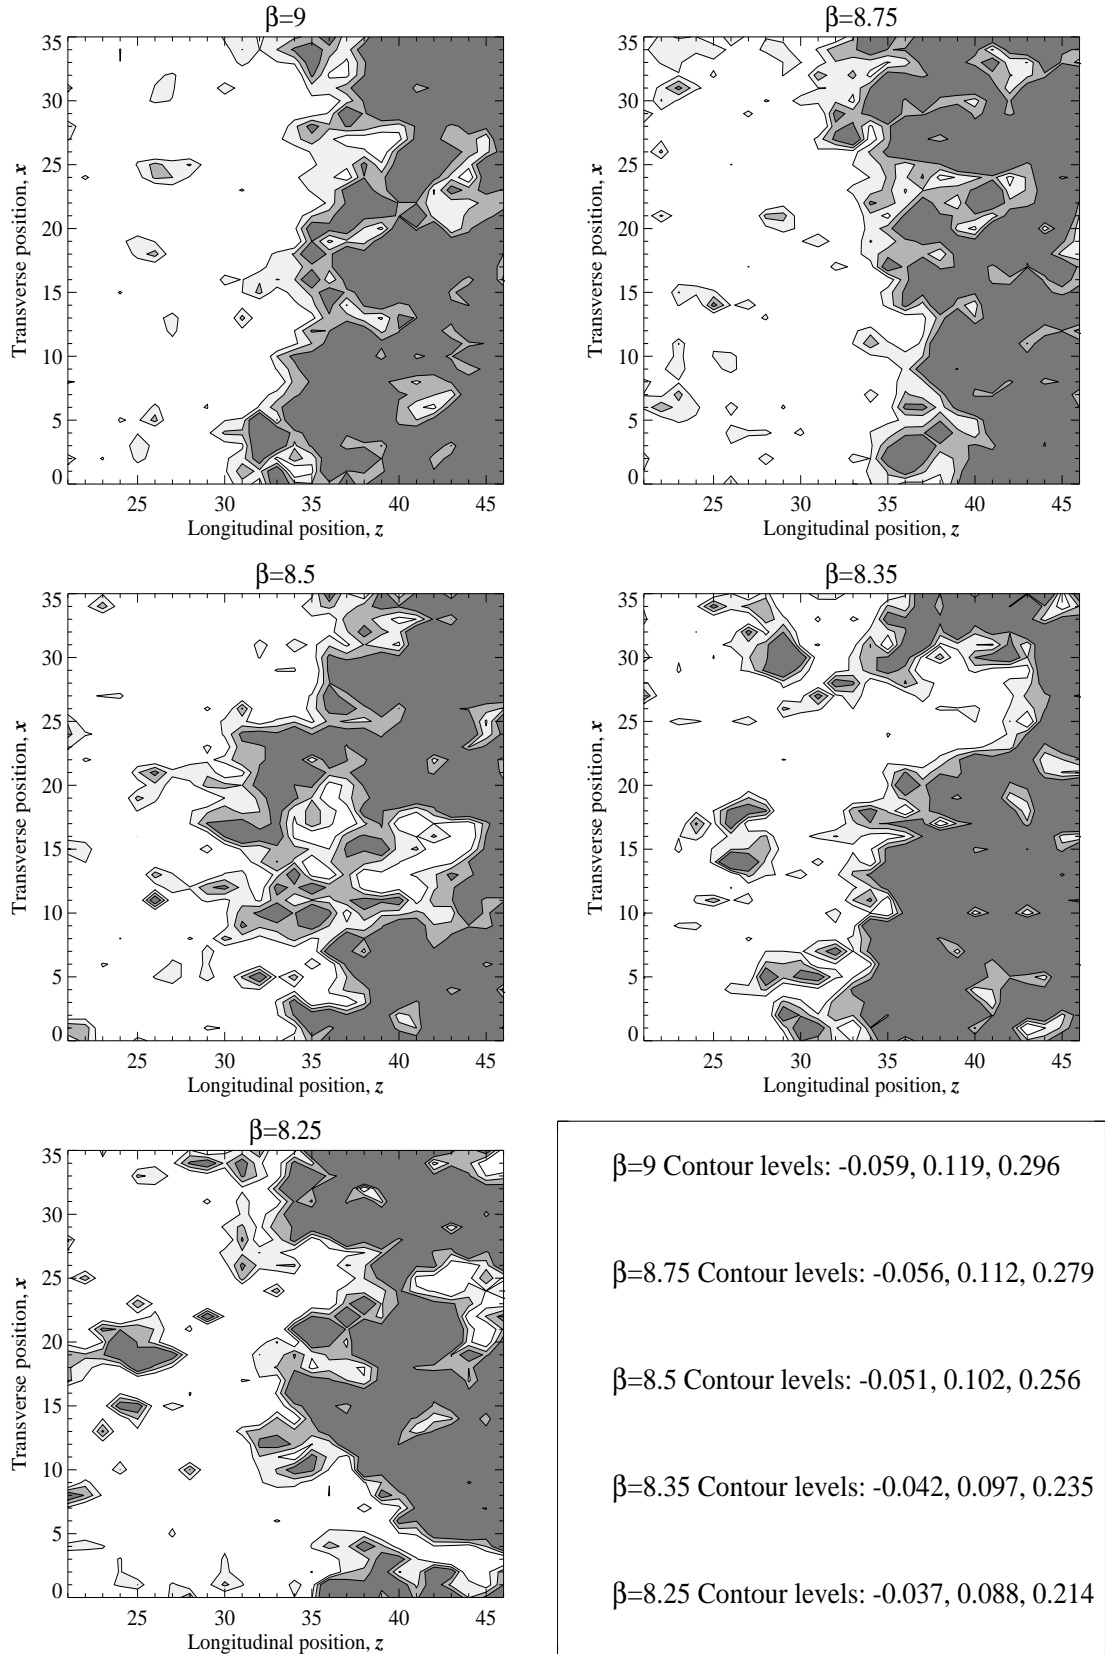 β=9
35
30
25
20
15
10
5
0
Transverse position, x
25 30 35 40 45
Longitudinal position, z
β=8.75
35
30
25
20
15
10
5
0
Transverse position, x
25 30 35 40 45
Longitudinal position, z
β=8.5
35
30
25
20
15
10
5
0
Transverse position, x
25 30 35 40 45
Longitudinal position, z
β=8.35
35
30
25
20
15
10
5
0
Transverse position, x
25 30 35 40 45
Longitudinal position, z
β=8.25
35
30
25
20
15
10
5
0
Transverse position, x
25 30 35 40 45
Longitudinal position, z
β=9 Contour levels: -0.059, 0.119, 0.296
β=8.75 Contour levels: -0.056, 0.112, 0.279
β=8.5 Contour levels: -0.051, 0.102, 0.256
β=8.35 Contour levels: -0.042, 0.097, 0.235
β=8.25 Contour levels: -0.037, 0.088, 0.214